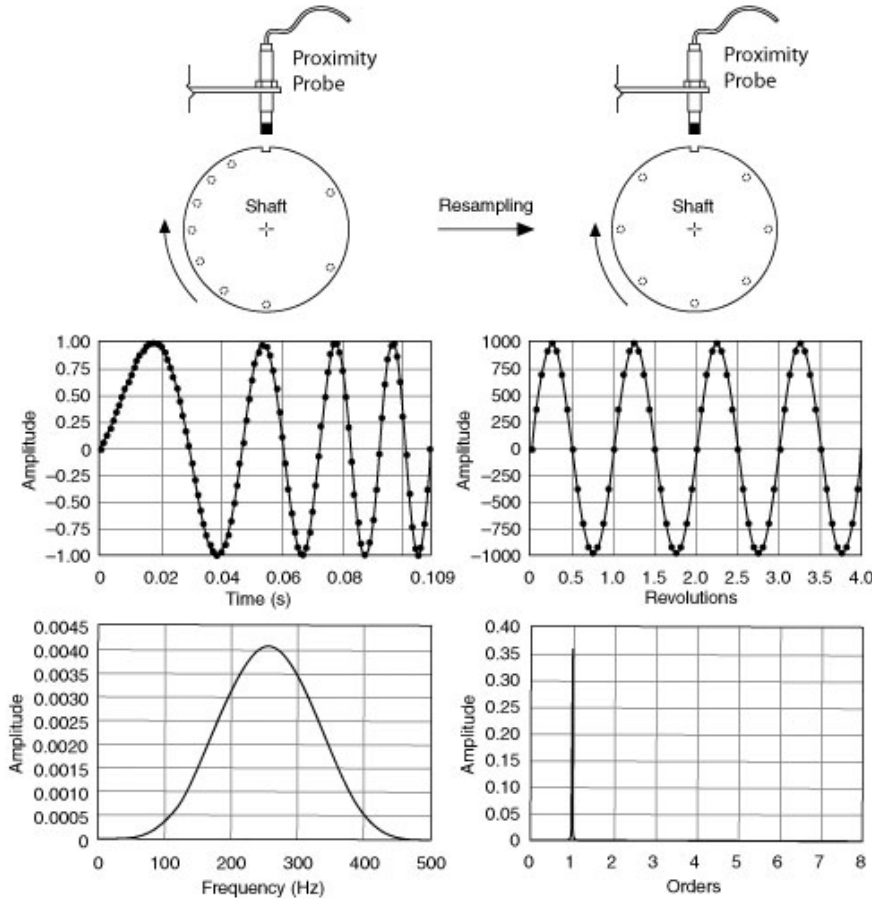 Proximity
Probe
Shaft
Resampling
Proximity
Probe
Shaft
1.00
0.75
0.50
0.25
0
−0.25
−0.50
−0.75
−1.00
Amplitude
0 0.02 0.04 0.06 0.08 0.109
Time (s)
1000
750
500
250
0
−250
−500
−750
−1000
Amplitude
0 0.5 1.0 1.5 2.0 2.5 3.0 3.5 4.0
Revolutions
0.0045
0.0040
0.0035
0.0030
0.0025
0.0020
0.0015
0.0010
0.0005
0
Amplitude
0 100 200 300 400 500
Frequency (Hz)
0.40
0.35
0.30
0.25
0.20
0.15
0.10
0.05
0
Amplitude
0 1 2 3 4 5 6 7 8
Orders